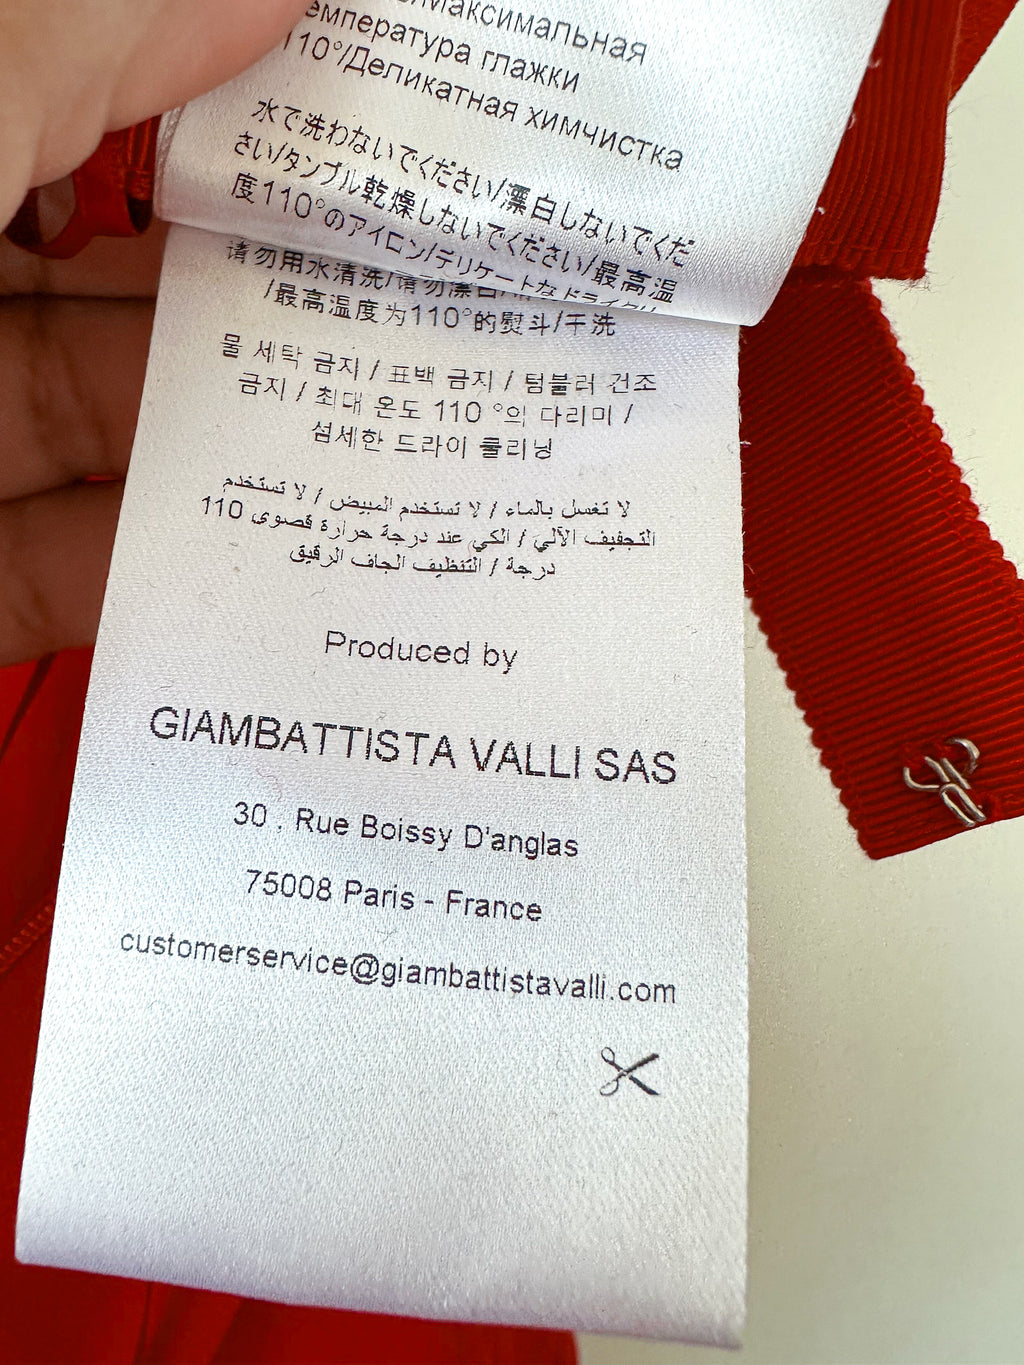 Максимальная
температура глажки
110°/Деликатная химчистка
水で洗わないでください/漂白しないでくだ
さい/タンブル乾燥しないでください/最高温
度110°のアイロン/デリケートなドライクリ
请勿用水清洗/请勿漂白
/最高温度为110°的熨斗/干洗
물 세탁 금지 / 표백 금지 / 텀블러 건조
금지 / 최대 온도 110 °의 다리미 /
섬세한 드라이 클리닝
لا تغسل بالماء / لا تستخدم المبيض / لا تستخدم
التجفيف الآلي / الكي عند درجة حرارة قصوى 110
درجة / التنظيف الجاف الرقيق
Produced by
GIAMBATTISTA VALLI SAS
30 , Rue Boissy D'anglas
75008 Paris - France
customerservice@giambattistavalli.com